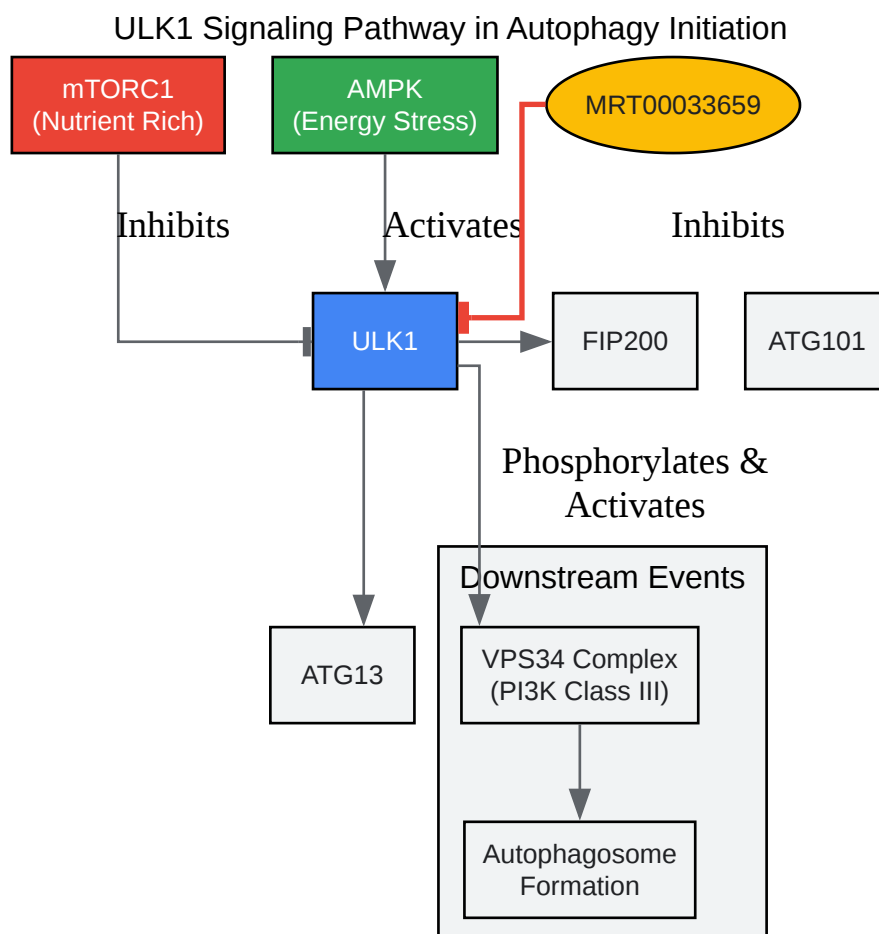 ULK1 Signaling Pathway in Autophagy Initiation
mTORC1
(Nutrient Rich)
AMPK
(Energy Stress)
MRT00033659
Inhibits
Activates
Inhibits
ULK1
FIP200
ATG101
Phosphorylates &
Activates
Downstream Events
ATG13
VPS34 Complex
(PI3K Class III)
Autophagosome
Formation